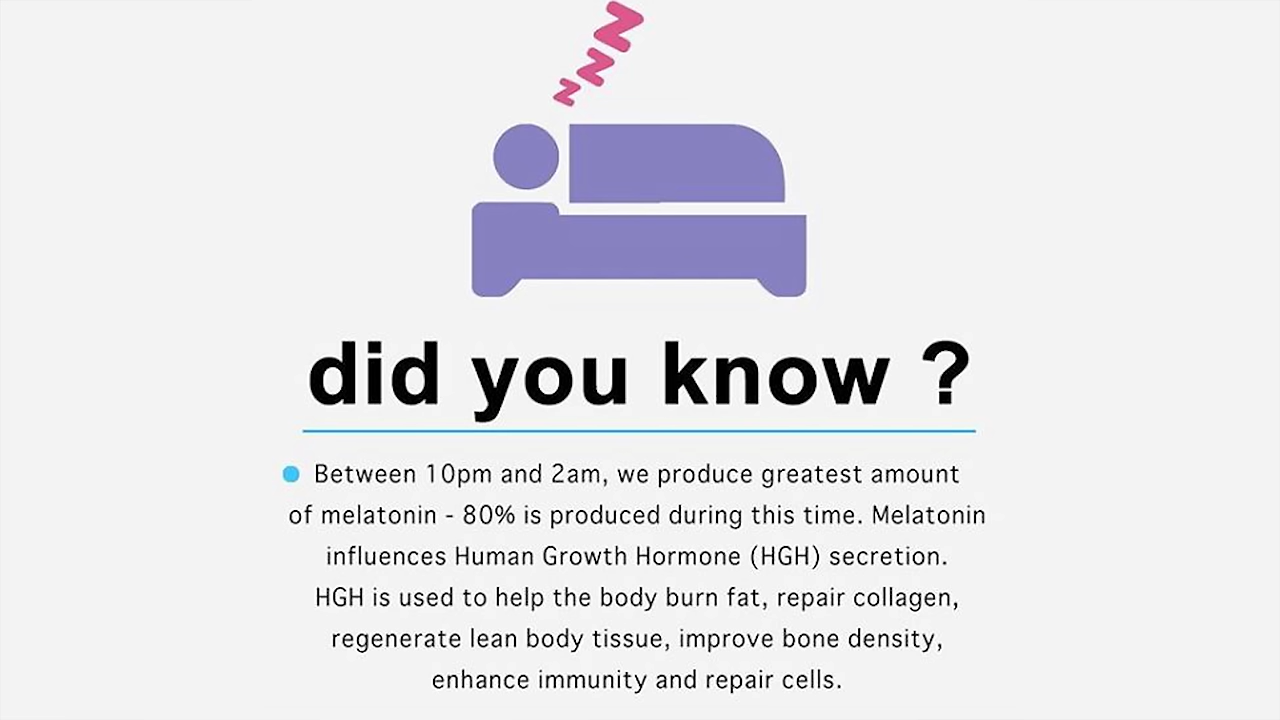 z
z
z
did you know ?
Between 10pm and 2am, we produce greatest amount
of melatonin - 80% is produced during this time. Melatonin
influences Human Growth Hormone (HGH) secretion.
HGH is used to help the body burn fat, repair collagen,
regenerate lean body tissue, improve bone density,
enhance immunity and repair cells.